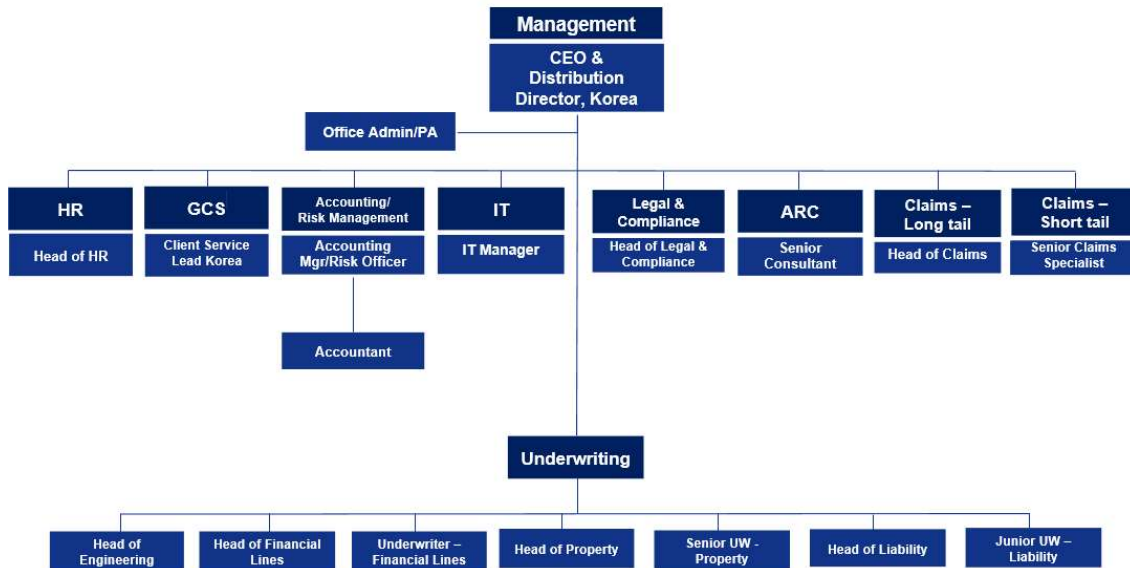 Management
CEO &
Distribution
Director, Korea
Office Admin/PA
HR
Head of HR
GCS
Client Service
Lead Korea
Accounting/
Risk Management
Accounting
Mgr/Risk Officer
Accountant
IT
IT Manager
Legal &
Compliance
Head of Legal &
Compliance
ARC
Senior
Consultant
Claims –
Long tail
Head of Claims
Claims –
Short tail
Senior Claims
Specialist
Underwriting
Head of
Engineering
Head of Financial
Lines
Underwriter –
Financial Lines
Head of Property
Senior UW -
Property
Head of Liability
Junior UW –
Liability